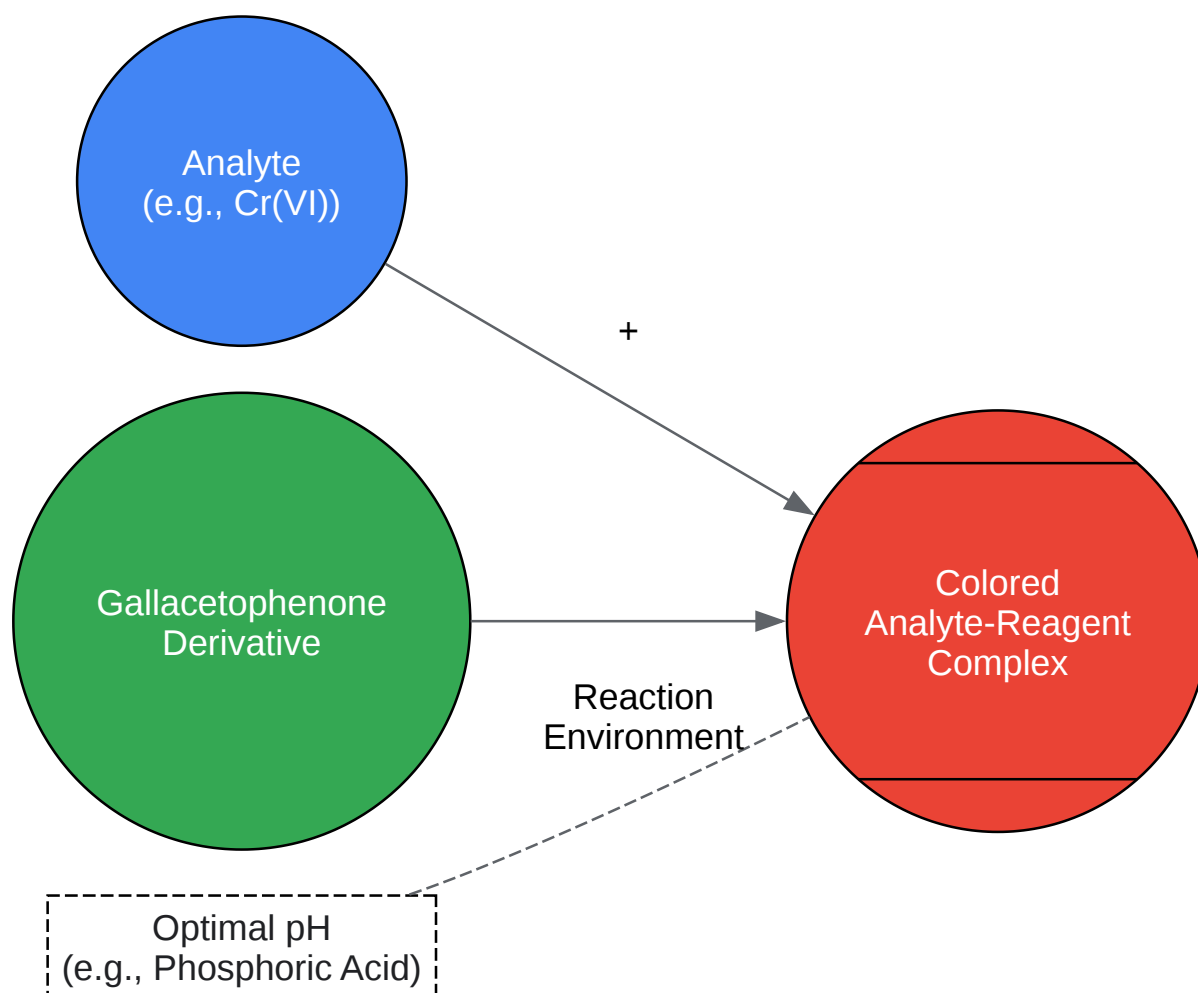 Analyte
(e.g., Cr(VI))
+
Gallacetophenone
Derivative
Colored
Analyte-Reagent
Complex
Reaction
Environment
Optimal pH
(e.g., Phosphoric Acid)